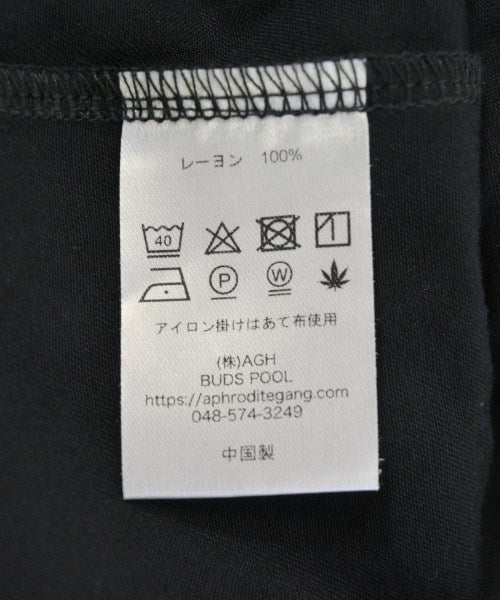 レーヨン 100%
40 1
P W
アイロン掛けはあて布使用
(株)AGH
BUDS POOL
https://aphroditegang.com/
048-574-3249
中国製